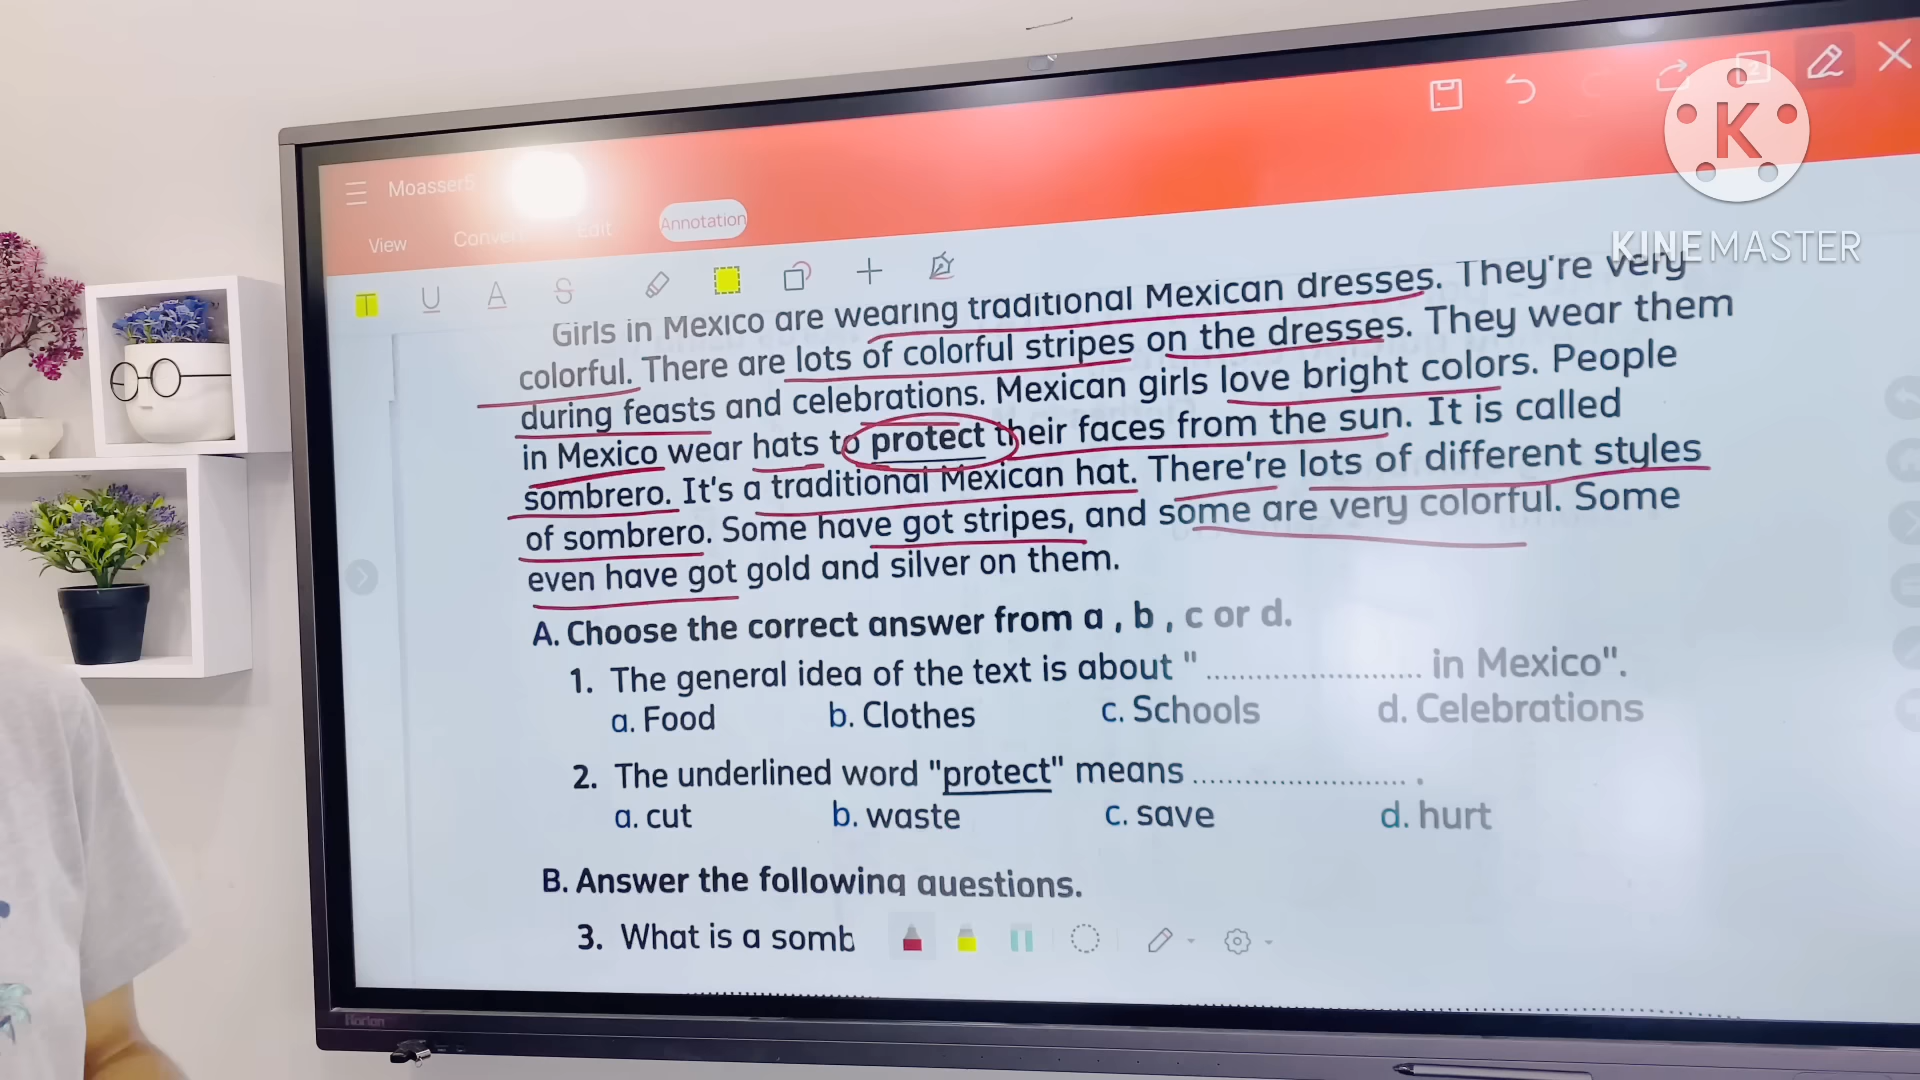 Moasser5
View Convert Edit Annotation
KINEMASTER
Girls in Mexico are wearing traditional Mexican dresses. They're very
colorful. There are lots of colorful stripes on the dresses. They wear them
during feasts and celebrations. Mexican girls love bright colors. People
in Mexico wear hats to protect their faces from the sun. It is called
sombrero. It's a traditional Mexican hat. There're lots of different styles
of sombrero. Some have got stripes, and some are very colorful. Some
even have got gold and silver on them.
A. Choose the correct answer from a , b , c or d.
1. The general idea of the text is about "........................ in Mexico".
a. Food b. Clothes c. Schools d. Celebrations
2. The underlined word "protect" means ........................ .
a. cut b. waste c. save d. hurt
B. Answer the following questions.
3. What is a somb
Horion